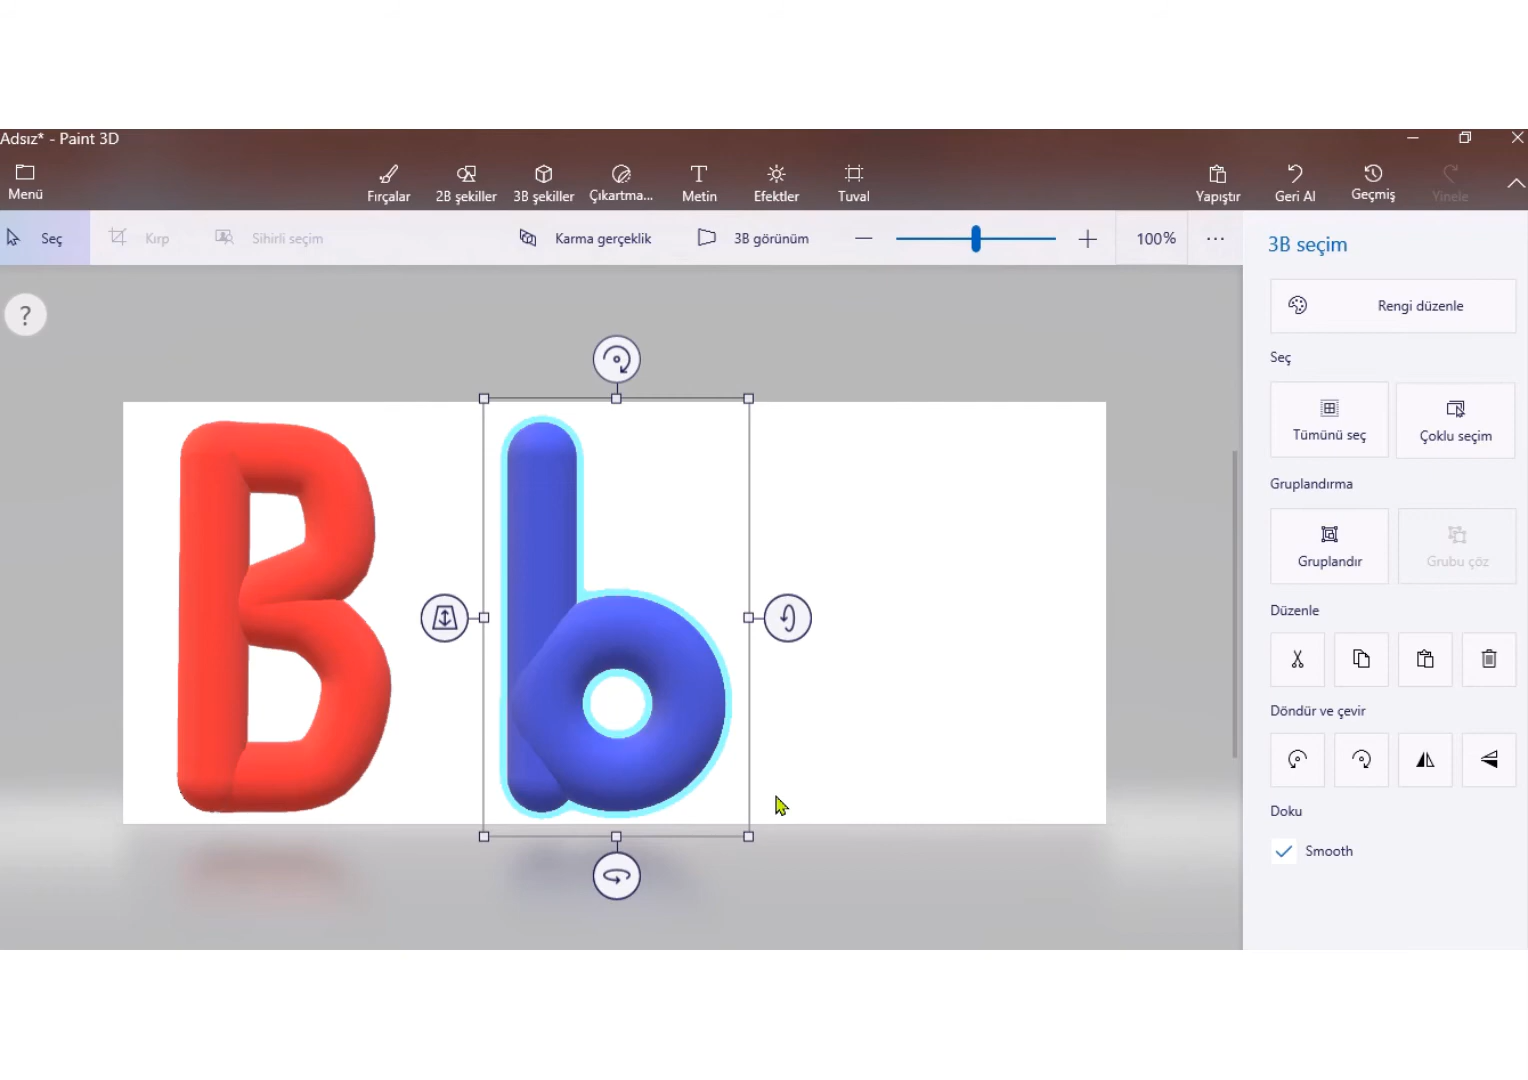 Adsız* - Paint 3D
Menü
Fırçalar
2B şekiller
3B şekiller
Çıkartma...
Metin
Efektler
Tuval
Yapıştır
Geri Al
Geçmiş
Yinele
Seç
Kırp
Sihirli seçim
Karma gerçeklik
3B görünüm
100%
...
?
B b
3B seçim
Rengi düzenle
Seç
Tümünü seç
Çoklu seçim
Gruplandırma
Gruplandır
Grubu çöz
Düzenle
Döndür ve çevir
Doku
Smooth